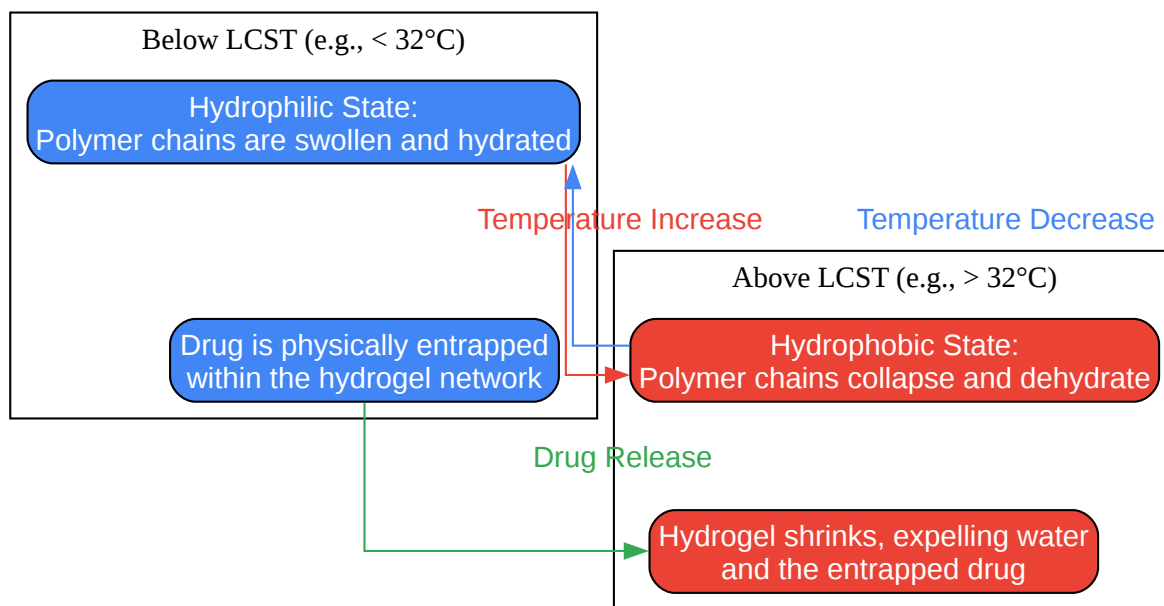 Below LCST (e.g., < 32°C)
Hydrophilic State:
Polymer chains are swollen and hydrated
Temperature Increase
Temperature Decrease
Above LCST (e.g., > 32°C)
Drug is physically entrapped
within the hydrogel network
Hydrophobic State:
Polymer chains collapse and dehydrate
Drug Release
Hydrogel shrinks, expelling water
and the entrapped drug